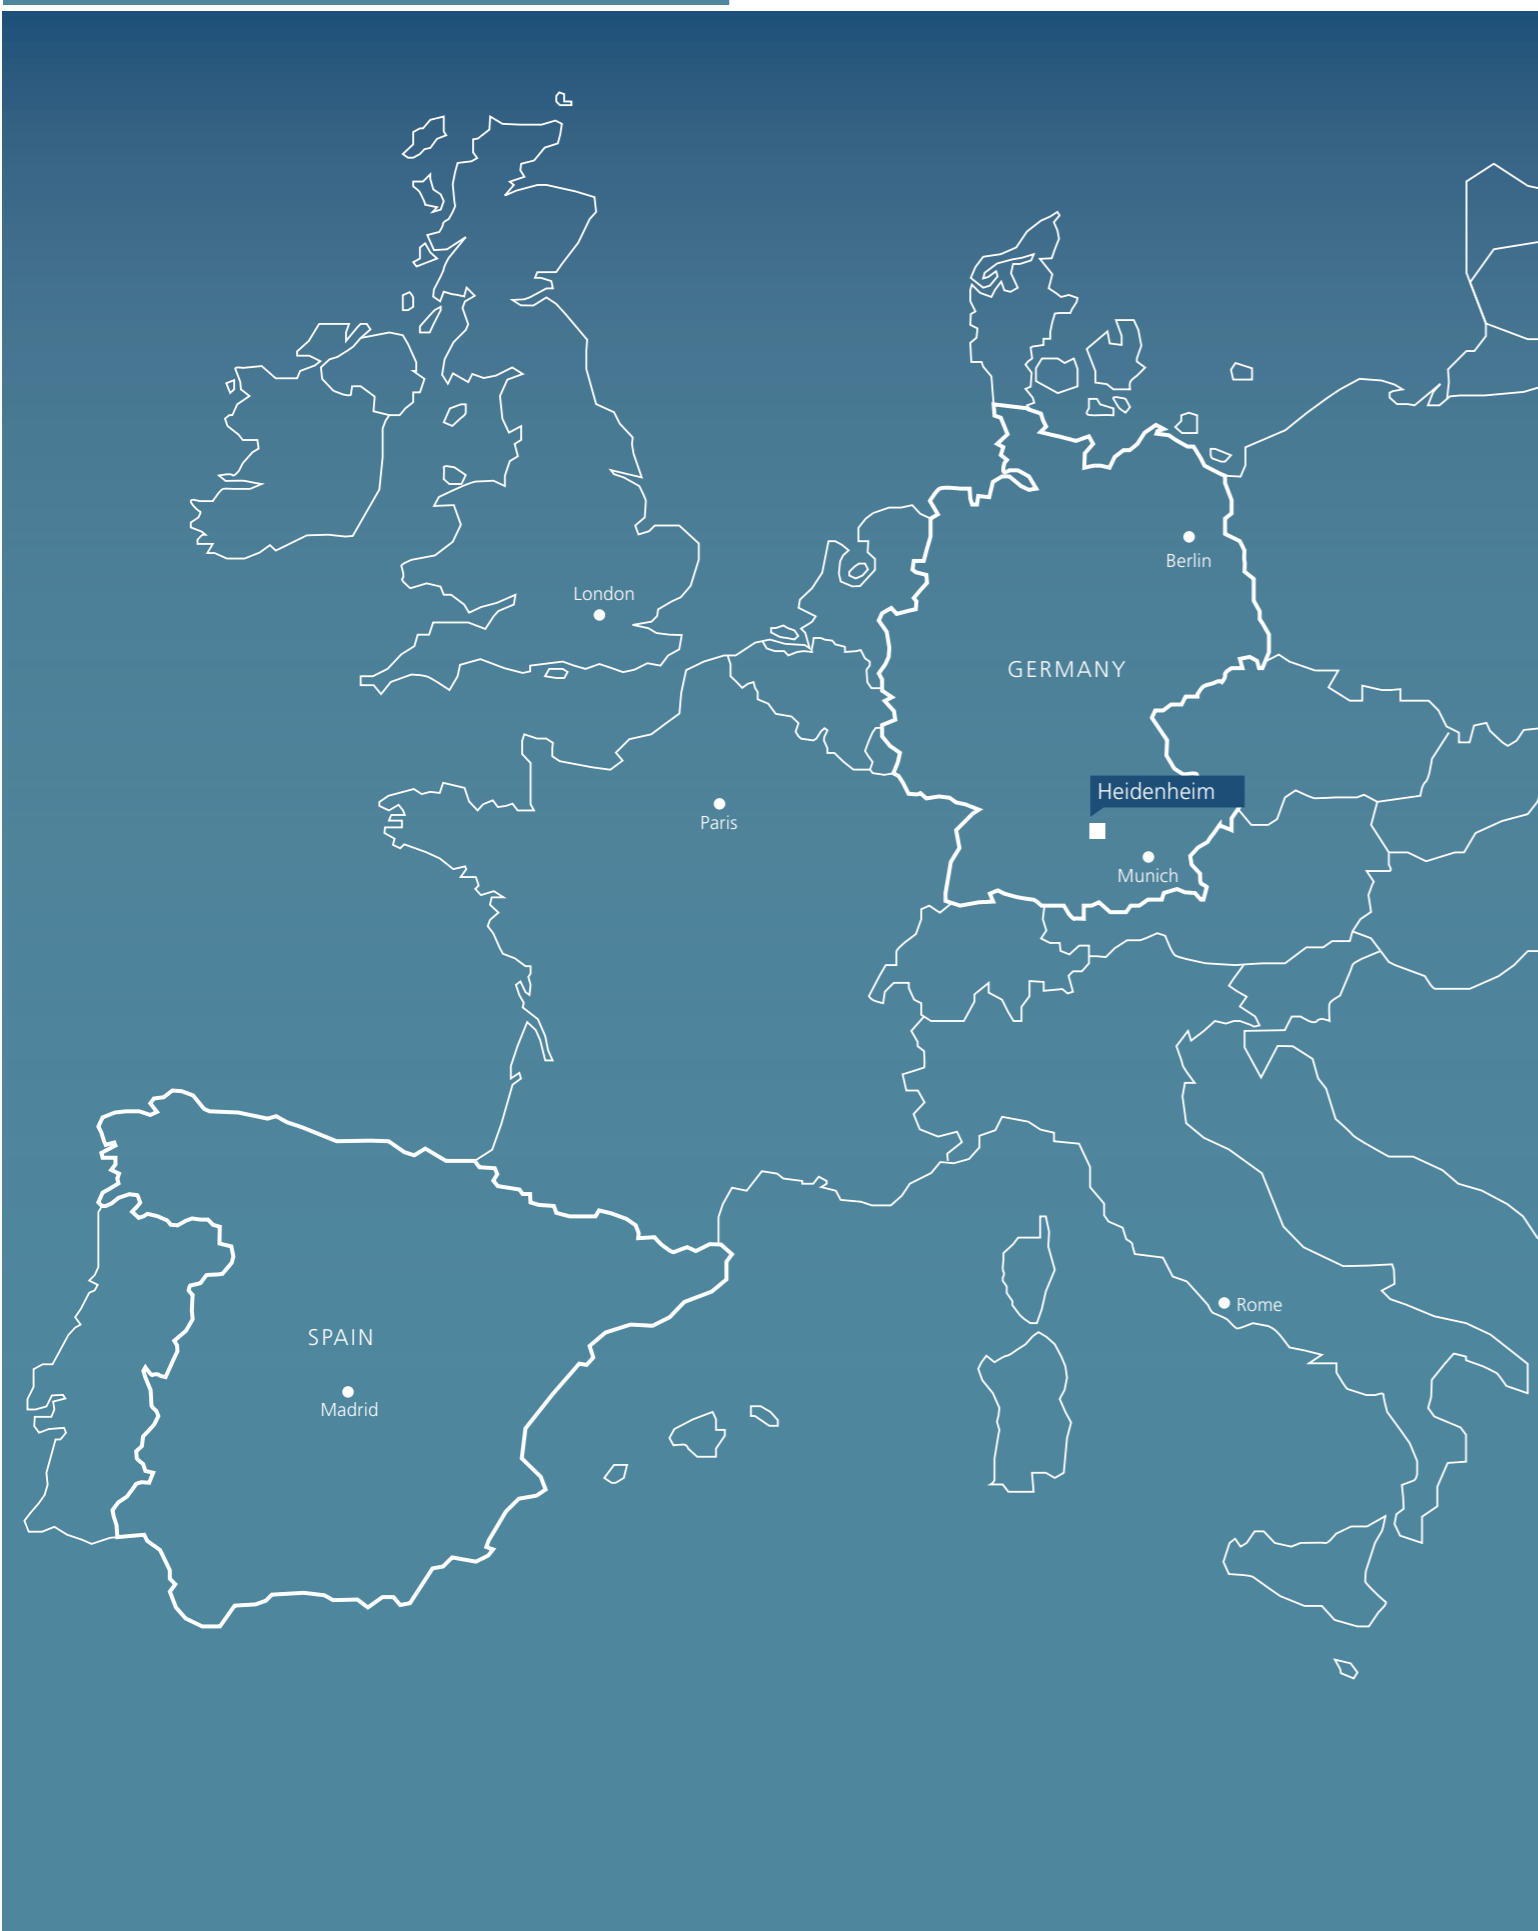 Berlin
London
GERMANY
Heidenheim
Paris
Munich
Rome
SPAIN
Madrid